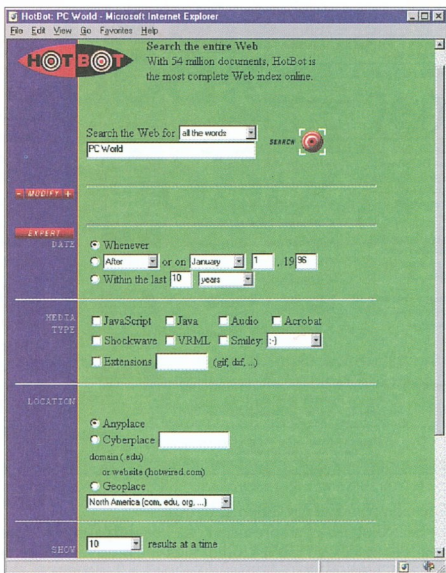 HotBot: PC World - Microsoft Internet Explorer
File Edit View Go Favorites Help
HOTBOT
Search the entire Web
With 54 million documents, HotBot is
the most complete Web index online.
Search the Web for all the words
SEARCH
PC World
- MODIFY +
EXPERT
DATE
Whenever
After or on January 1 , 19 96
Within the last 10 years
MEDIA
TYPE
JavaScript Java Audio Acrobat
Shockwave VRML Smiley: :-)
Extensions (gif, dxf, ...)
LOCATION
Anyplace
Cyberplace
domain (.edu)
or website (hotwired.com)
Geoplace
North America (com, edu, org, ...)
SHOW
10 results at a time